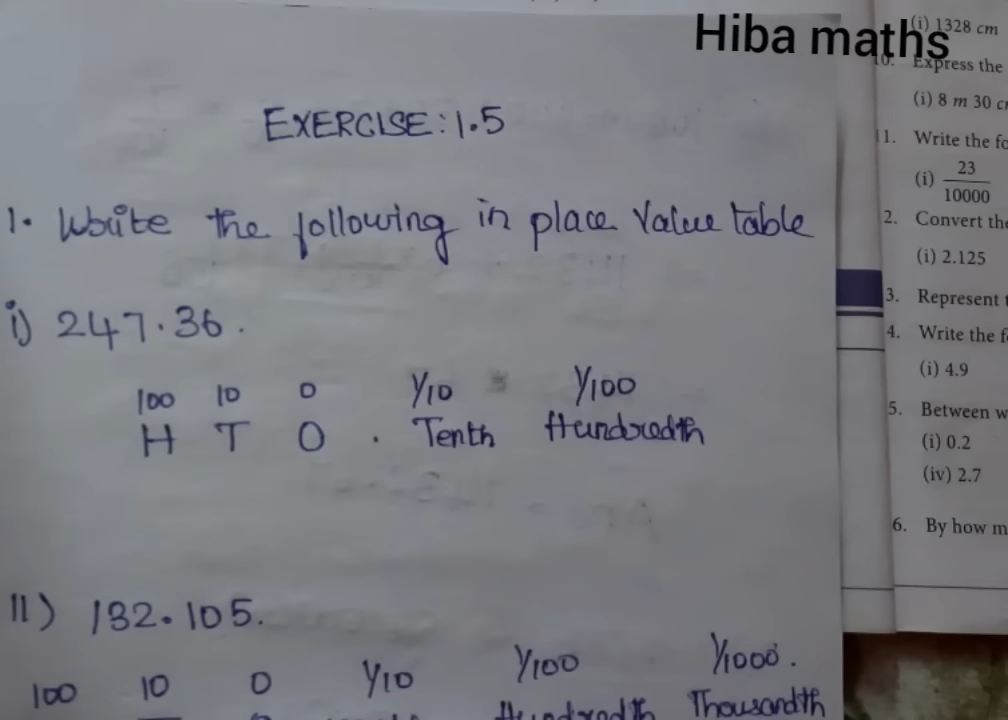 Hiba maths
EXERCISE: 1.5
1. Write the following in place value table
i) 247.36.
100 10 0 1/10 1/100
H T O . Tenth Hundredth
II) 132.105.
100 10 0 1/10 1/100 1/1000.
Hundredth Thousandth
(i) 1328 cm
10. Express the
(i) 8 m 30
11. Write the
(i) 23/10000
2. Convert the
(i) 2.125
3. Represent
4. Write the
(i) 4.9
5. Between
(i) 0.2
(iv) 2.7
6. By how